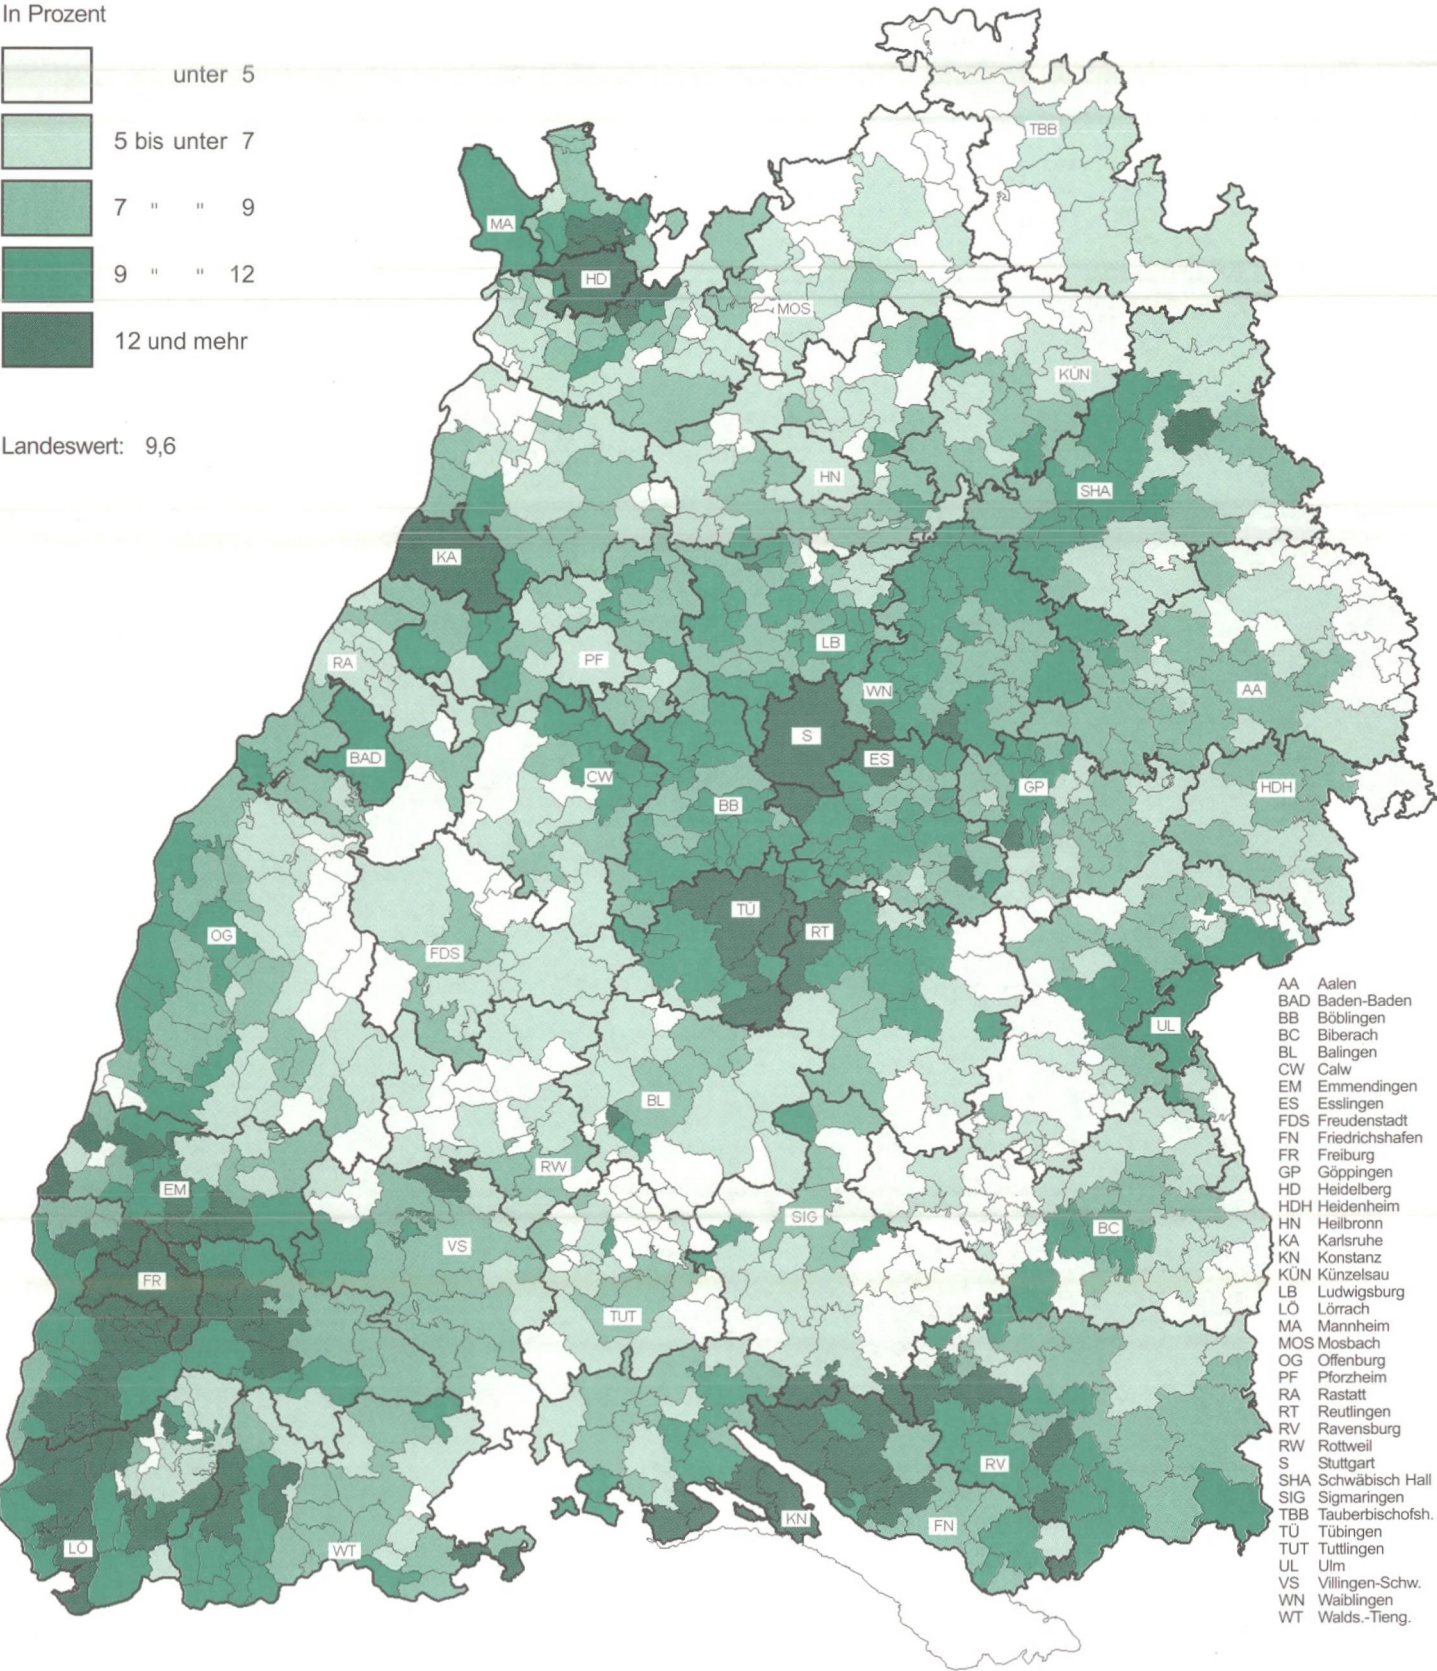 In Prozent
unter 5
5 bis unter 7
7 " " 9
9 " " 12
12 und mehr
Landeswert: 9,6
TBB
MA
HD
MOS
KÜN
HN
SHA
KA
LB
PF
RA
WN
AA
S
BAD
ES
CW
GP
HDH
BB
TÜ
RT
OG
FDS
UL
BL
RW
EM
SIG
BC
VS
FR
TUT
RV
KN
FN
LÖ
WT
AA Aalen
BAD Baden-Baden
BB Böblingen
BC Biberach
BL Balingen
CW Calw
EM Emmendingen
ES Esslingen
FDS Freudenstadt
FN Friedrichshafen
FR Freiburg
GP Göppingen
HD Heidelberg
HDH Heidenheim
HN Heilbronn
KA Karlsruhe
KN Konstanz
KÜN Künzelsau
LB Ludwigsburg
LÖ Lörrach
MA Mannheim
MOS Mosbach
OG Offenburg
PF Pforzheim
RA Rastatt
RT Reutlingen
RV Ravensburg
RW Rottweil
S Stuttgart
SHA Schwäbisch Hall
SIG Sigmaringen
TBB Tauberbischofsh.
TÜ Tübingen
TUT Tuttlingen
UL Ulm
VS Villingen-Schw.
WN Waiblingen
WT Walds.-Tieng.